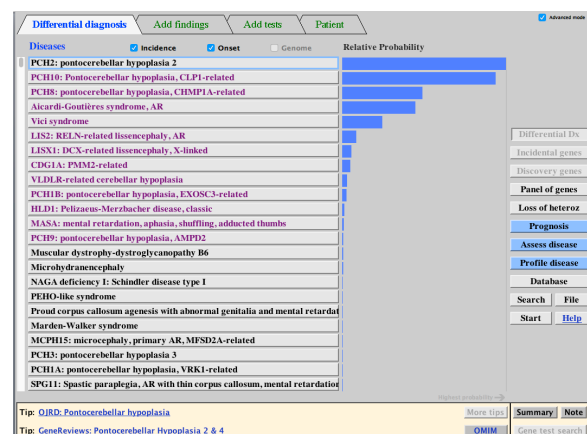 Differential diagnosis Add findings Add tests Patient Advanced mode
Diseases Incidence Onset Genome Relative Probability
PCH2: pontocerebellar hypoplasia 2
PCH10: Pontocerebellar hypoplasia, CLP1-related
PCH8: pontocerebellar hypoplasia, CHMP1A-related
Aicardi-Goutières syndrome, AR
Vici syndrome
LIS2: RELN-related lissencephaly, AR
Differential Dx
LISX1: DCX-related lissencephaly, X-linked
Incidental genes
CDG1A: PMM2-related
Discovery genes
VLDLR-related cerebellar hypoplasia
Panel of genes
PCH1B: pontocerebellar hypoplasia, EXOSC3-related
HLD1: Pelizaeus-Merzbacher disease, classic
Loss of heteroz
MASA: mental retardation, aphasia, shuffling, adducted thumbs
Prognosis
PCH9: pontocerebellar hypoplasia, AMPD2
Assess disease
Muscular dystrophy-dystroglycanopathy B6
Microhydranencephaly
Profile disease
NAGA deficiency I: Schindler disease type I
Database
PEHO-like syndrome
Search File
Proud corpus callosum agenesis with abnormal genitalia and mental retardat
Start Help
Marden-Walker syndrome
MCPH15: microcephaly, primary AR, MFSD2A-related
PCH3: pontocerebellar hypoplasia 3
PCH1A: pontocerebellar hypoplasia, VRK1-related
SPG11: Spastic paraplegia, AR with thin corpus callosum, mental retardation
Highest probability →
Tip: OJRD: Pontocerebellar hypoplasia More tips Summary Note
Tip: GeneReviews: Pontocerebellar Hypoplasia 2 & 4 OMIM Gene test search